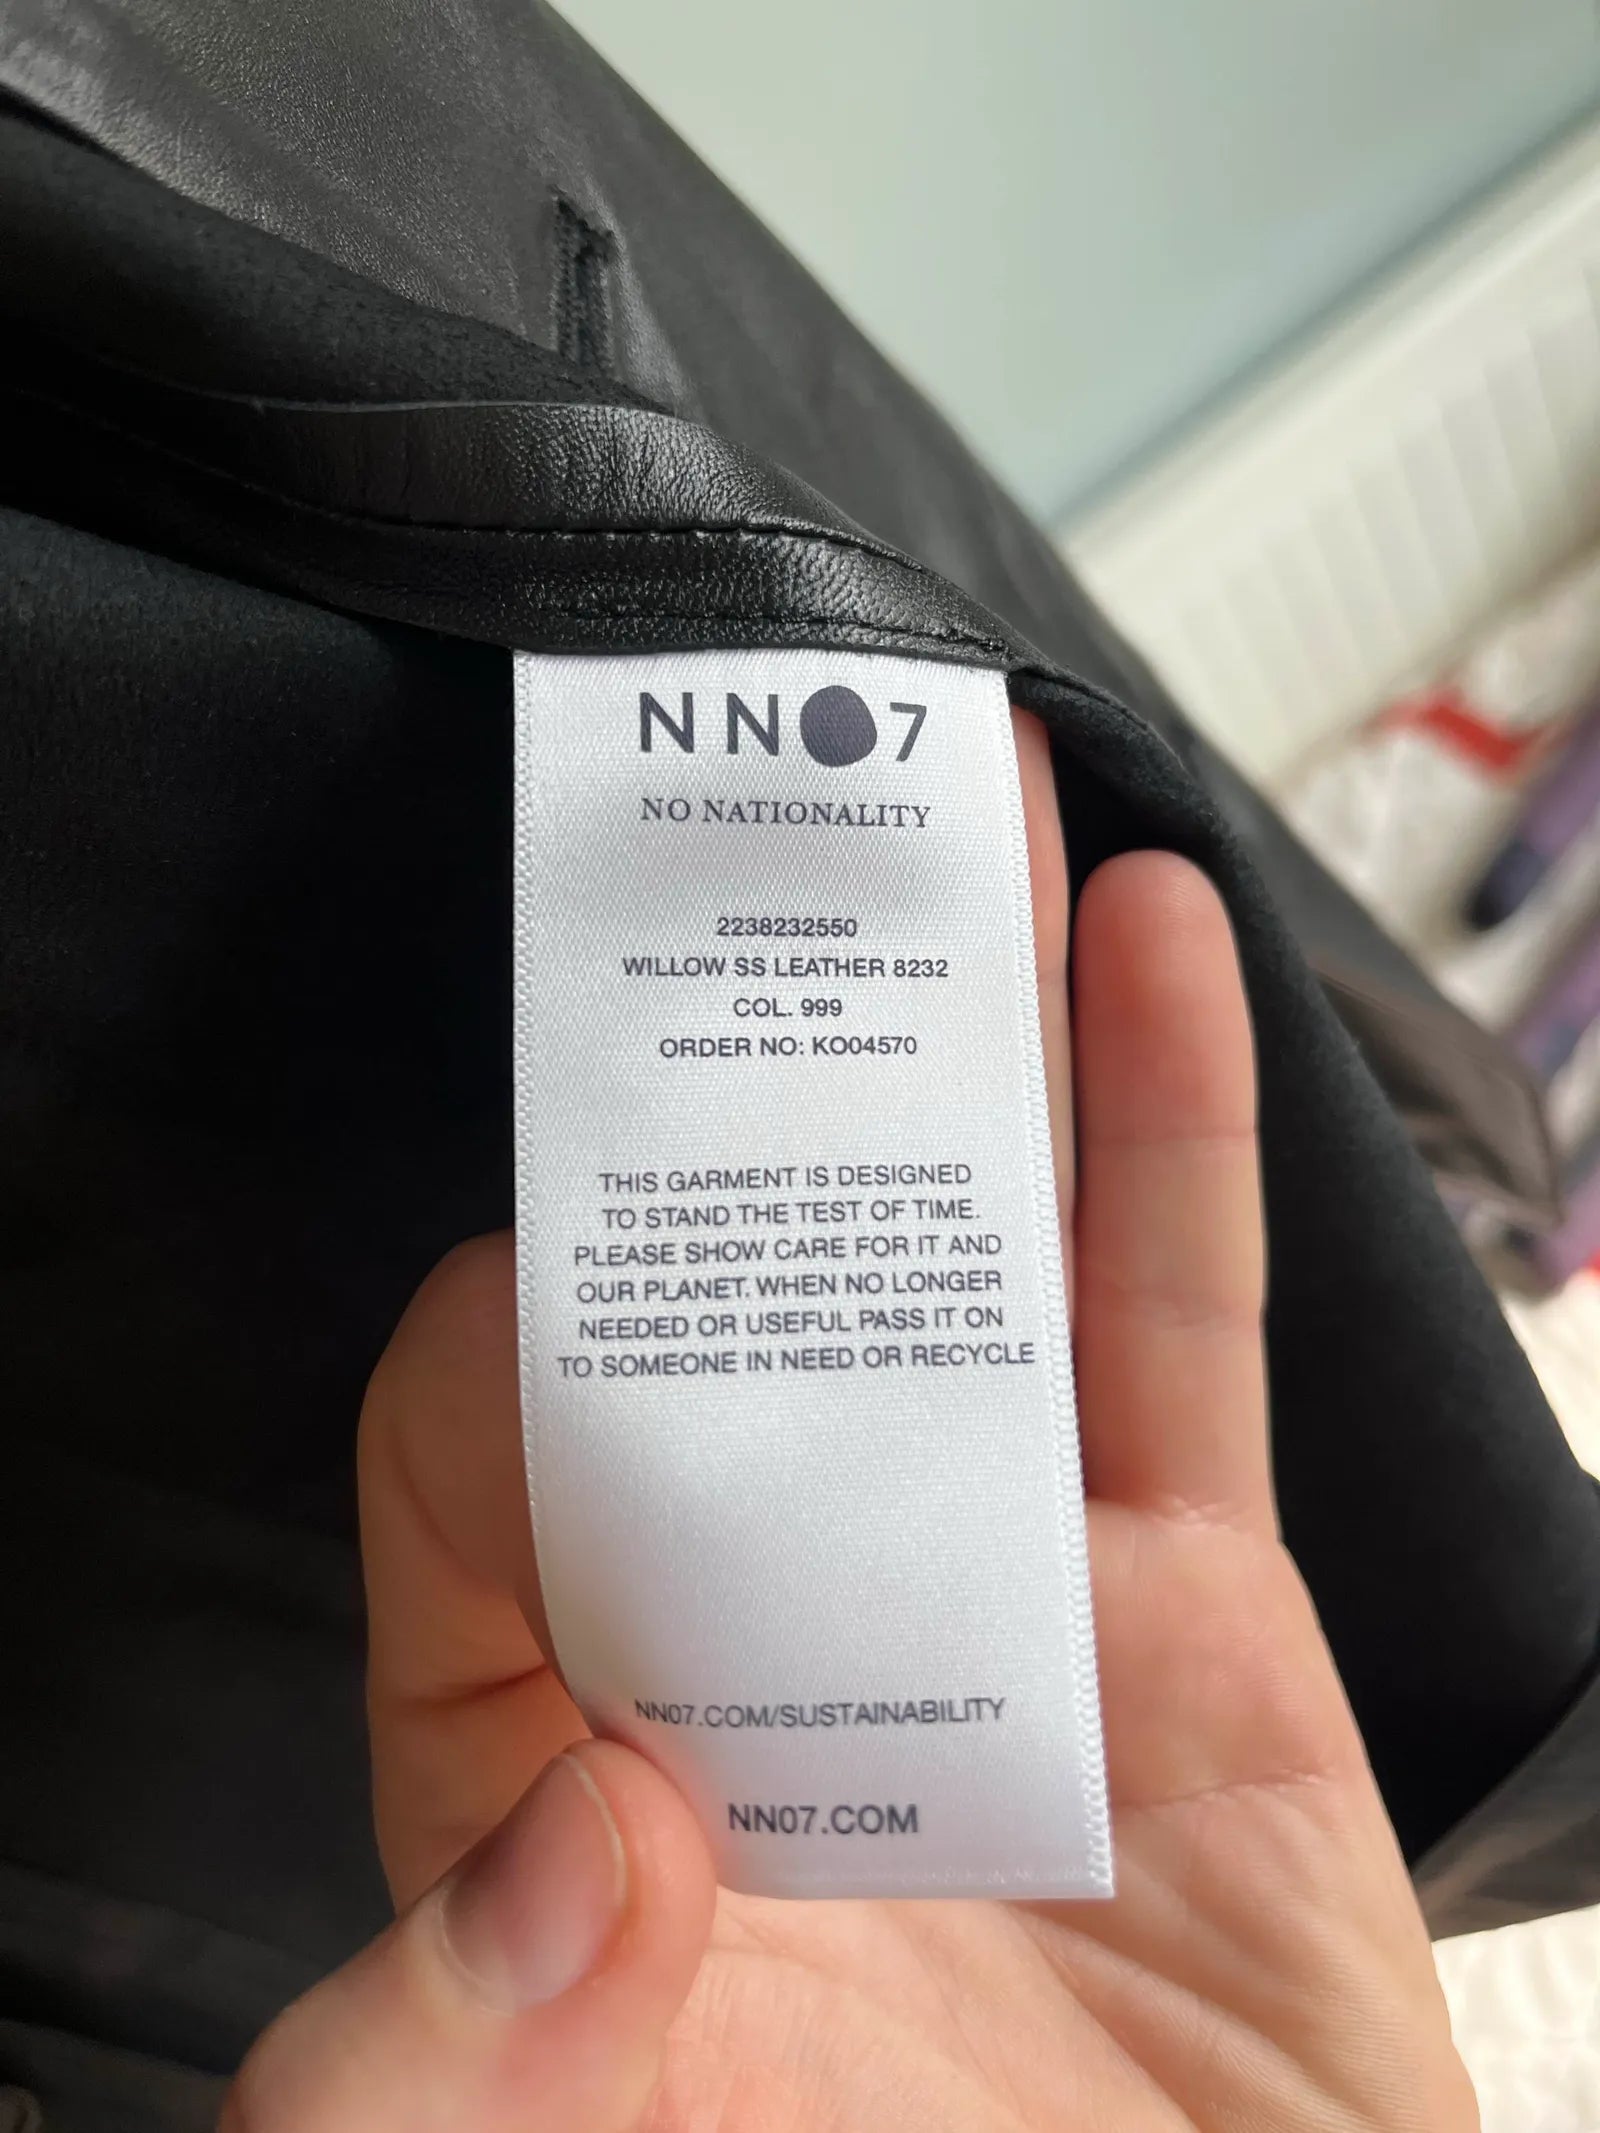 NN07
NO NATIONALITY
2238232550
WILLOW SS LEATHER 8232
COL. 999
ORDER NO: KO04570
THIS GARMENT IS DESIGNED
TO STAND THE TEST OF TIME.
PLEASE SHOW CARE FOR IT AND
OUR PLANET. WHEN NO LONGER
NEEDED OR USEFUL PASS IT ON
TO SOMEONE IN NEED OR RECYCLE
NN07.COM/SUSTAINABILITY
NN07.COM